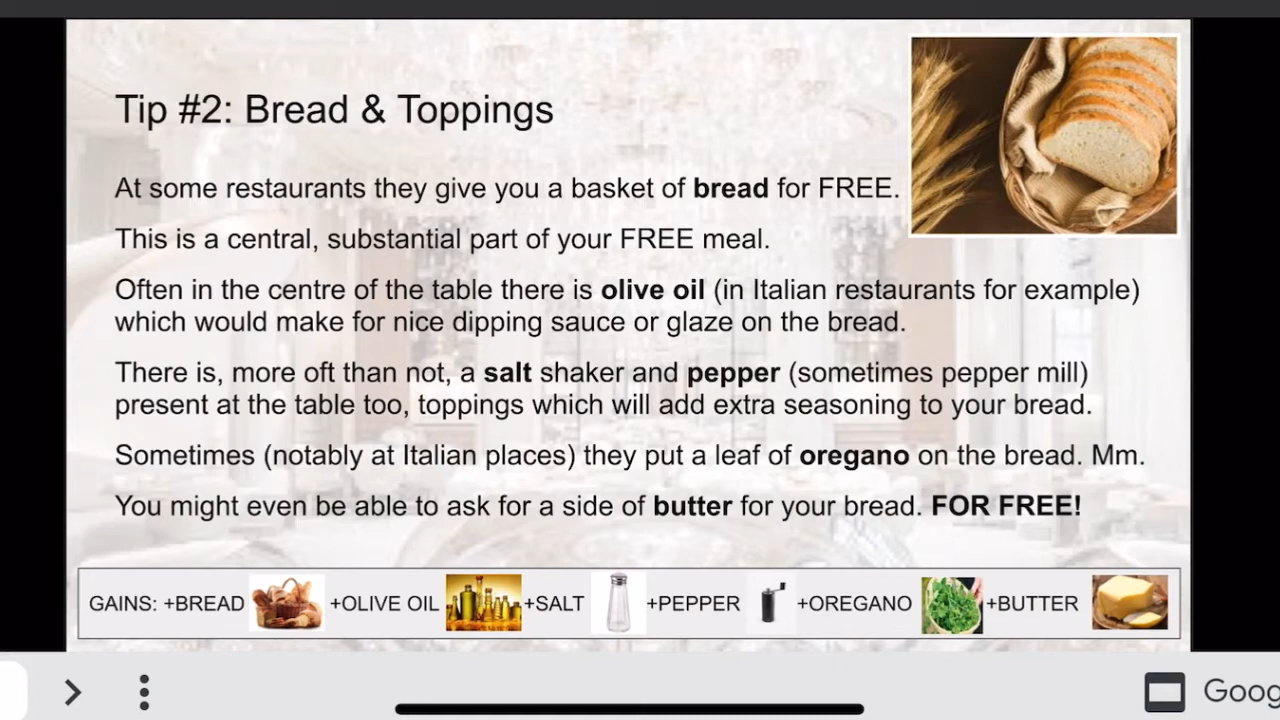 Tip #2: Bread & Toppings
At some restaurants they give you a basket of bread for FREE.
This is a central, substantial part of your FREE meal.
Often in the centre of the table there is olive oil (in Italian restaurants for example)
which would make for nice dipping sauce or glaze on the bread.
There is, more oft than not, a salt shaker and pepper (sometimes pepper mill)
present at the table too, toppings which will add extra seasoning to your bread.
Sometimes (notably at Italian places) they put a leaf of oregano on the bread. Mm.
You might even be able to ask for a side of butter for your bread. FOR FREE!
GAINS: +BREAD +OLIVE OIL +SALT +PEPPER +OREGANO +BUTTER
Goog